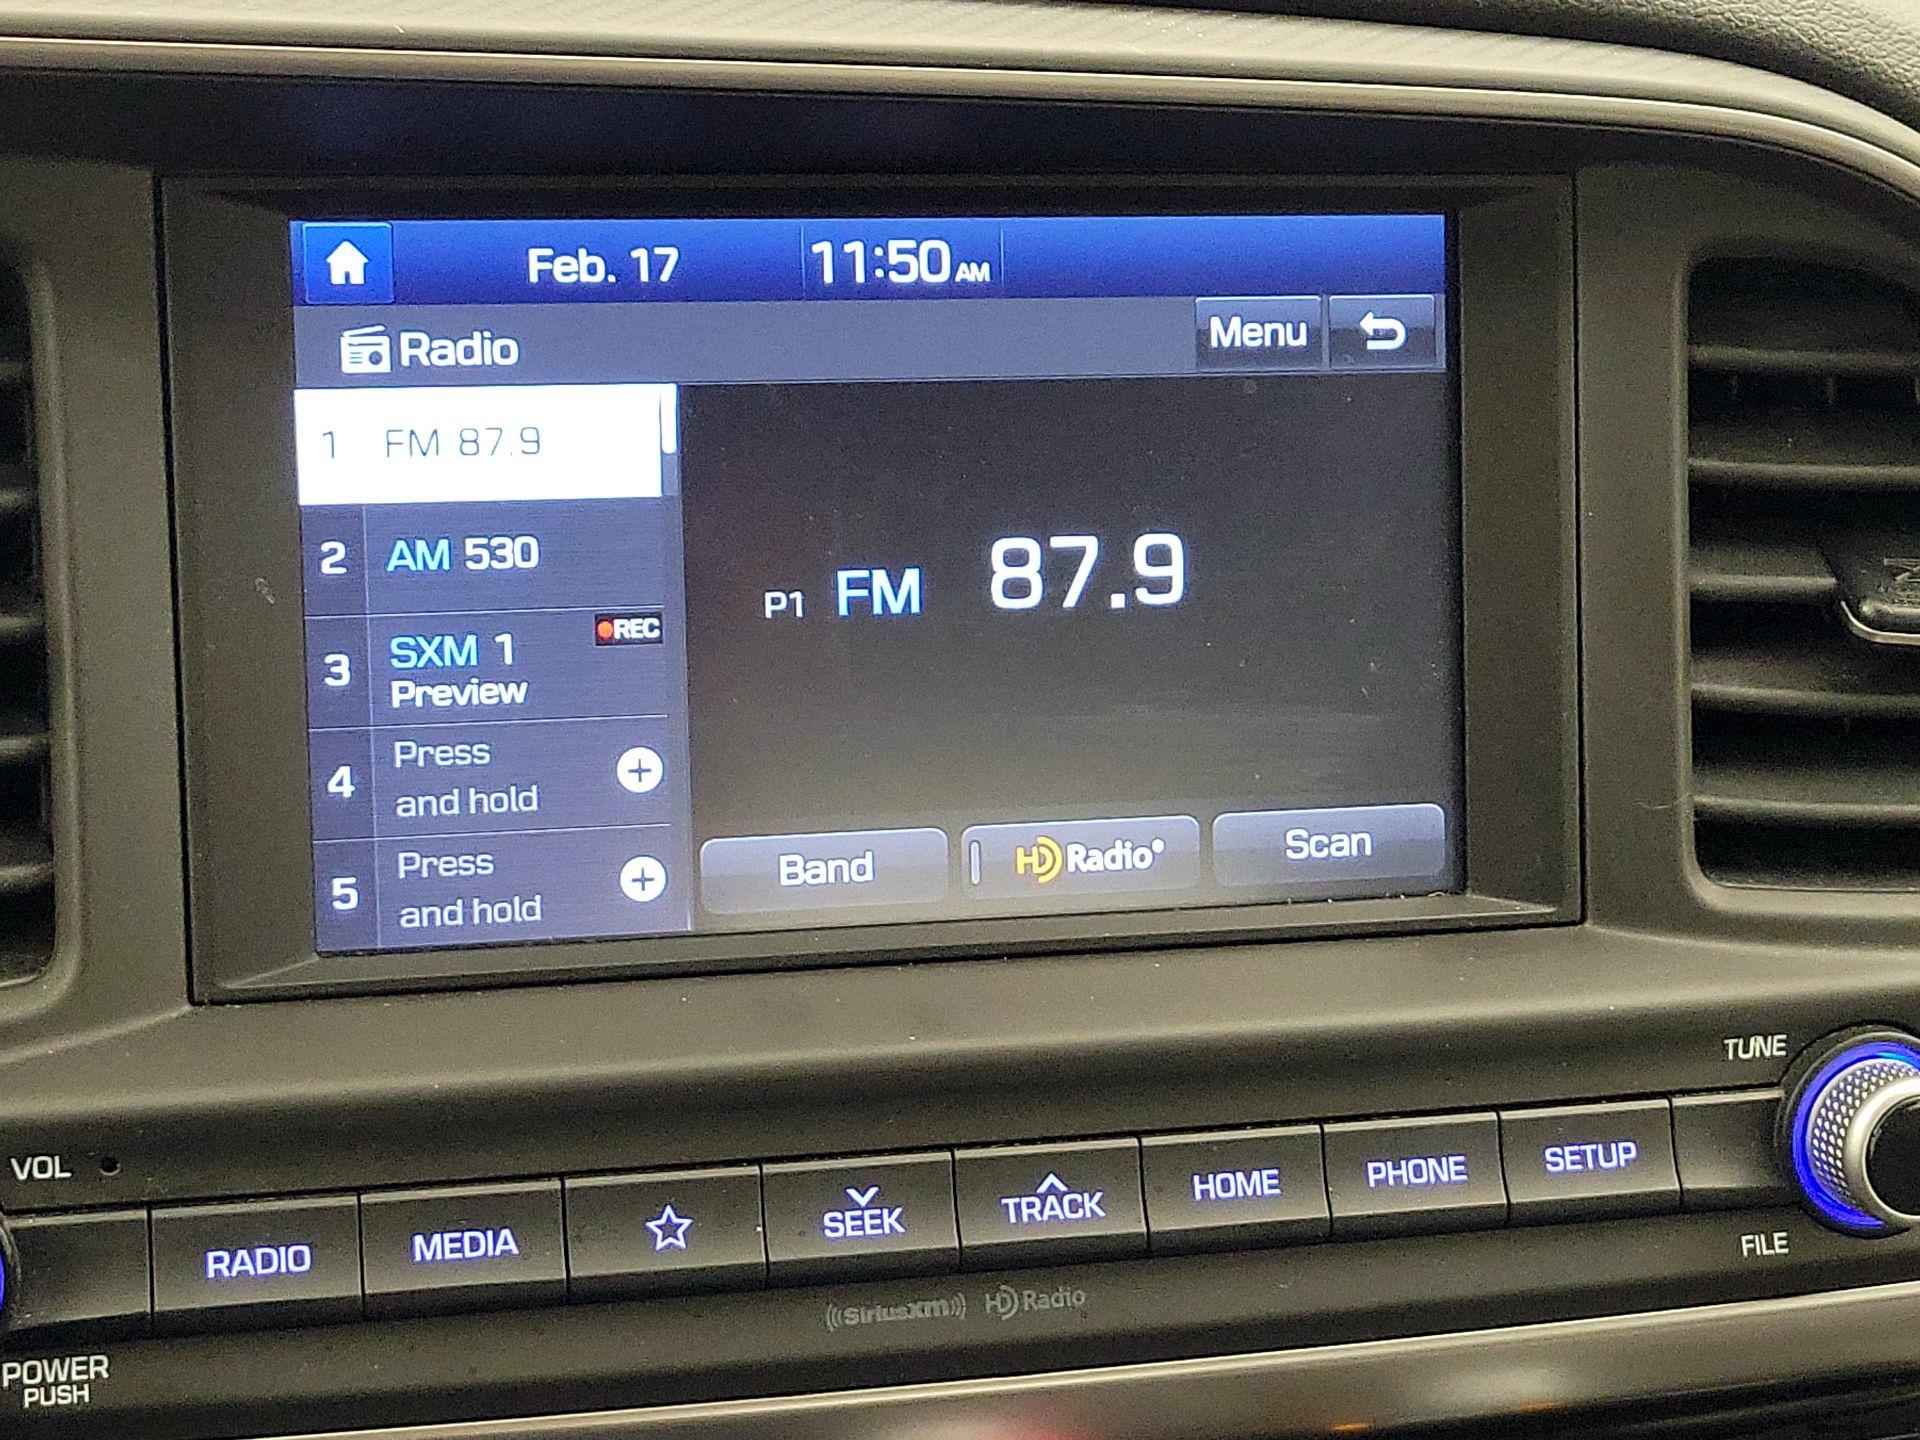 Feb. 17
11:50 AM
Radio
Menu
1 FM 87.9
2 AM 530
3 SXM 1
Preview
REC
4 Press
and hold
5 Press
and hold
P1 FM 87.9
Band
HD Radio®
Scan
TUNE
FILE
VOL
POWER
PUSH
RADIO
MEDIA
SEEK
TRACK
HOME
PHONE
SETUP
SiriusXM HD Radio